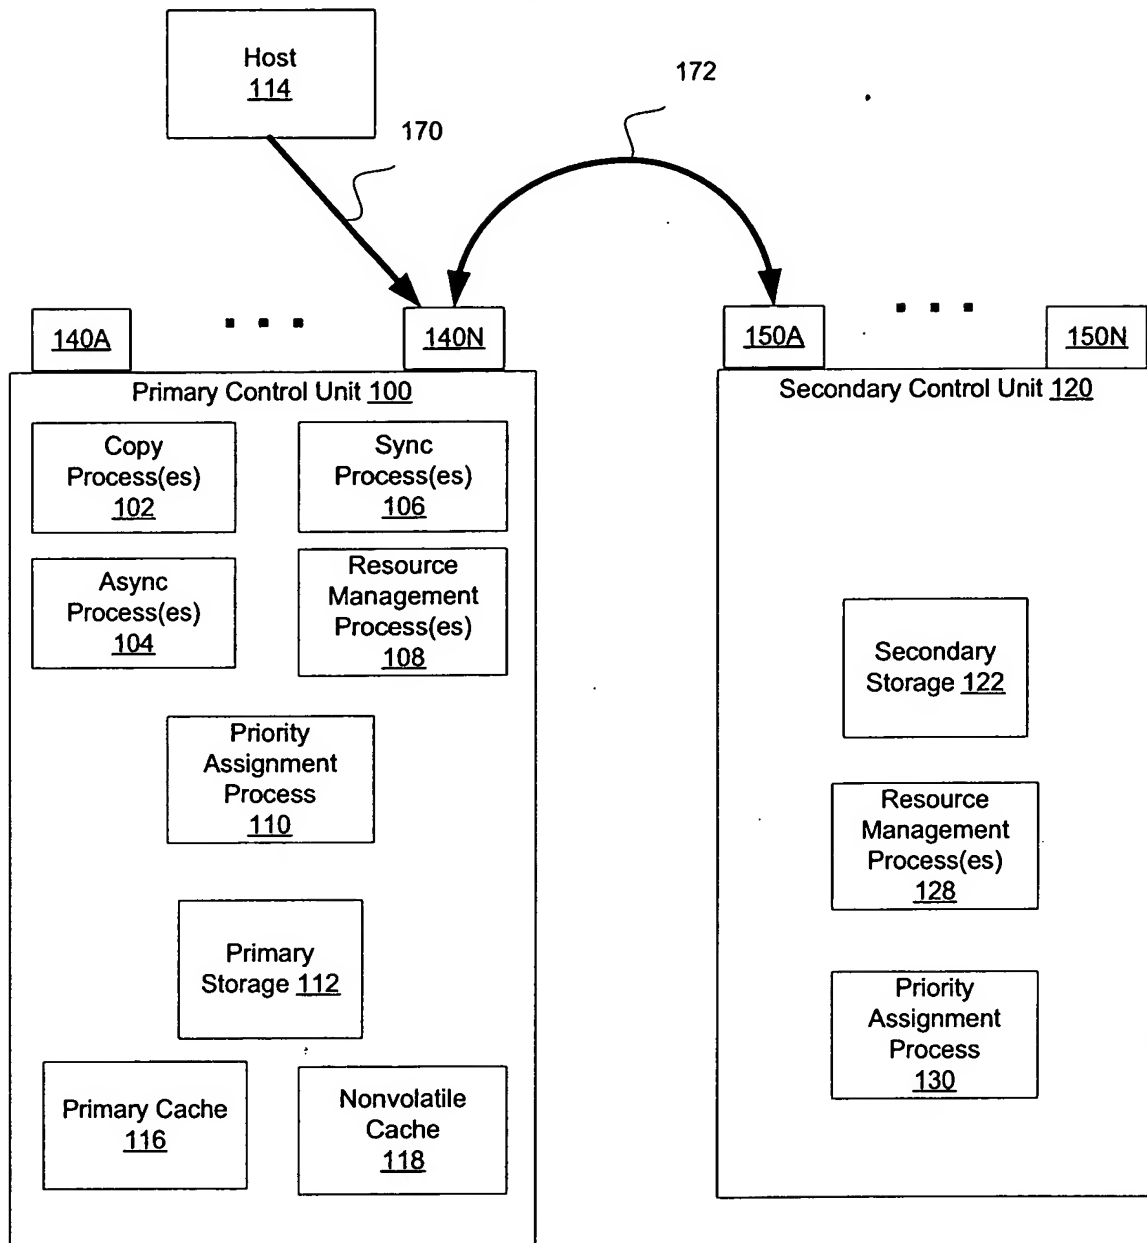 Host
114
170
172
140A
140N
150A
150N
Primary Control Unit 100
Copy
Process(es)
102
Sync
Process(es)
106
Async
Process(es)
104
Resource
Management
Process(es)
108
Priority
Assignment
Process
110
Primary
Storage 112
Primary Cache
116
Nonvolatile
Cache
118
Secondary Control Unit 120
Secondary
Storage 122
Resource
Management
Process(es)
128
Priority
Assignment
Process
130